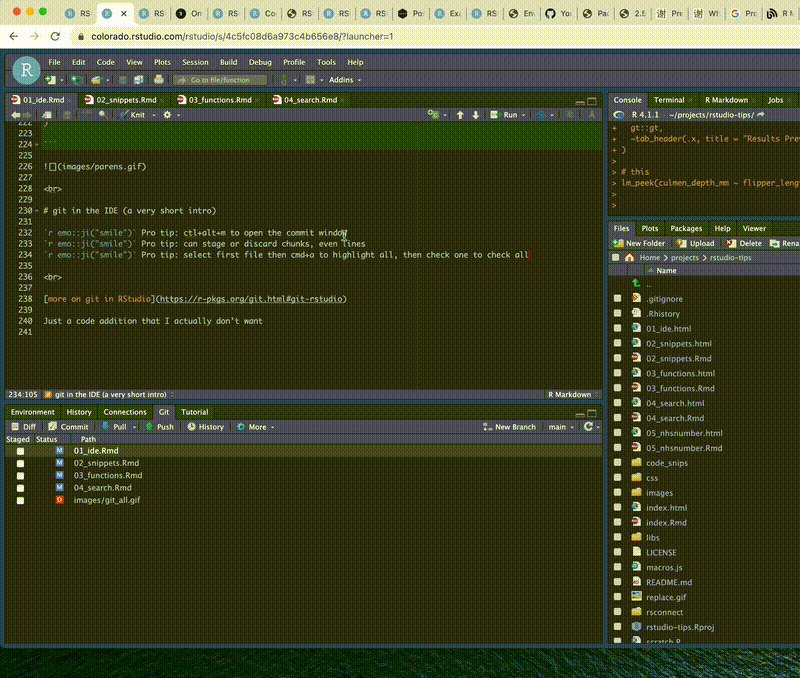 RS
RS
RS
On
RS
RS
Co
RS
RS
RS
RS
Po
Exa
RS
Env
You
Pac
2.E
Pre
Wh
Pro
R M
colorado.rstudio.com/rstudio/s/4c5fc08d6a973c4b656e8/?launcher=1
File Edit Code View Plots Session Build Debug Profile Tools Help
Go to file/function Addins
01_ide.Rmd 02_snippets.Rmd 03_functions.Rmd 04_search.Rmd
Knit Run
222 }
223
224 ```
225
226 ![](images/parens.gif)
227
228 <br>
229
230 # git in the IDE (a very short intro)
231
232 `r emo::ji("smile")` Pro tip: ctl+alt+m to open the commit window
233 `r emo::ji("smile")` Pro tip: can stage or discard chunks, even lines
234 `r emo::ji("smile")` Pro tip: select first file then cmd+a to highlight all, then check one to check all
235
236 <br>
237
238 [more on git in RStudio](https://r-pkgs.org/git.html#git-rstudio)
239
240 Just a code addition that I actually don't want
241
234:105 git in the IDE (a very short intro) R Markdown
Environment History Connections Git Tutorial
Diff Commit Pull Push History More New Branch main
Staged Status Path
M 01_ide.Rmd
M 02_snippets.Rmd
M 03_functions.Rmd
M 04_search.Rmd
D images/git_all.gif
Console Terminal R Markdown Jobs
R 4.1.1 · ~/projects/rstudio-tips/
+ gt::gt,
+ ~tab_header(.x, title = "Results Prev
+ )
>
> # this
> lm_peek(culmen_depth_mm ~ flipper_leng
>
>
Files Plots Packages Help Viewer
New Folder Upload Delete Rena
Home projects rstudio-tips
Name
..
.gitignore
.Rhistory
01_ide.html
02_snippets.html
02_snippets.Rmd
03_functions.html
03_functions.Rmd
04_search.html
04_search.Rmd
05_nhsnumber.html
05_nhsnumber.Rmd
code_snips
css
images
index.html
index.Rmd
libs
LICENSE
macros.js
README.md
replace.gif
rsconnect
rstudio-tips.Rproj
scratch.R